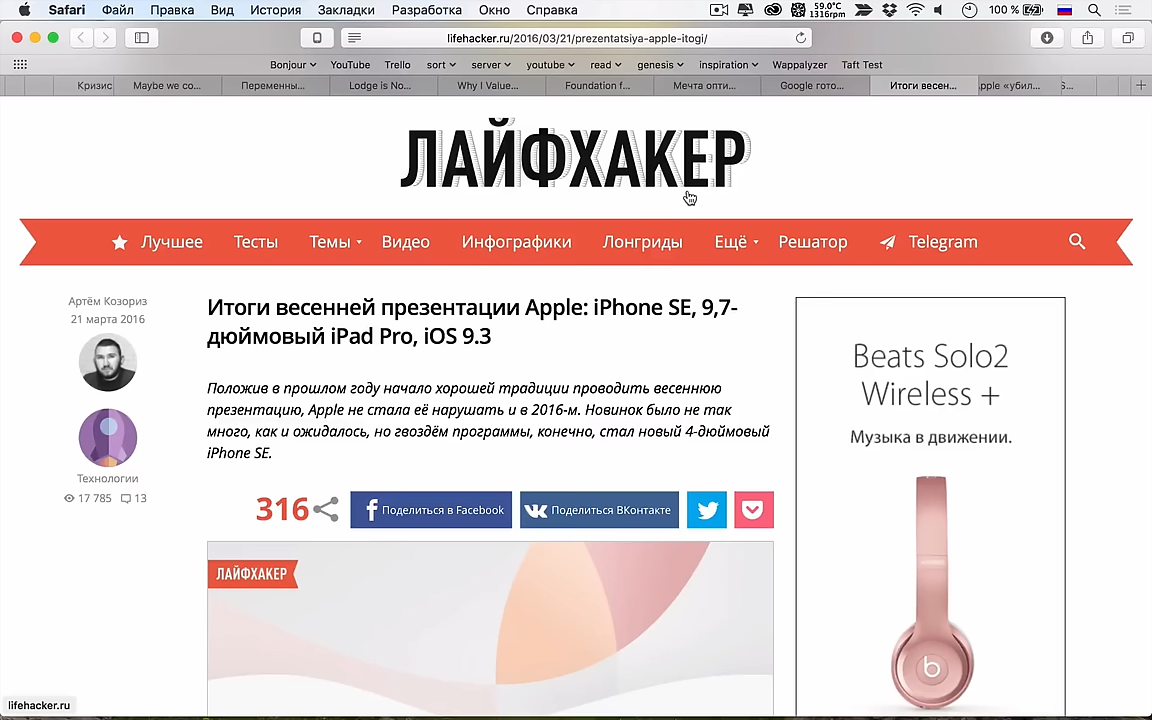 Safari Файл Правка Вид История Закладки Разработка Окно Справка 59.0°C 1316rpm 100 %
lifehacker.ru/2016/03/21/prezentatsiya-apple-itogi/
Bonjour YouTube Trello sort server youtube read genesis inspiration Wappalyzer Taft Test
Кризис Maybe we co... Переменны... Lodge is No... Why I Value... Foundation f... Мечта опти... Google гото... Итоги весен... pple «убил... S...
ЛАЙФХАКЕР
Лучшее Тесты Темы Видео Инфографики Лонгриды Ещё Решатор Telegram
Артём Козориз
21 марта 2016
Технологии
17 785 13
Итоги весенней презентации Apple: iPhone SE, 9,7-
дюймовый iPad Pro, iOS 9.3
Положив в прошлом году начало хорошей традиции проводить весеннюю
презентацию, Apple не стала её нарушать и в 2016-м. Новинок было не так
много, как и ожидалось, но гвоздём программы, конечно, стал новый 4-дюймовый
iPhone SE.
316 Поделиться в Facebook Поделиться ВКонтакте
ЛАЙФХАКЕР
Beats Solo2
Wireless +
Музыка в движении.
lifehacker.ru